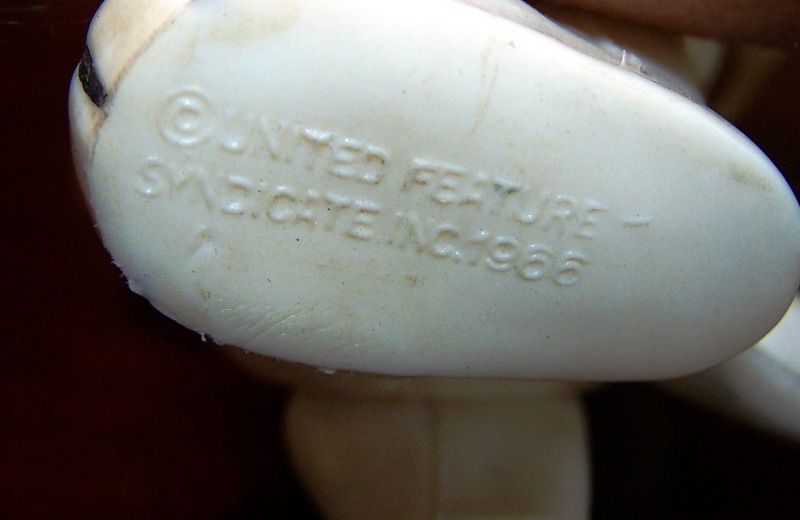 © UNITED FEATURE -
SYNDICATE INC.1966